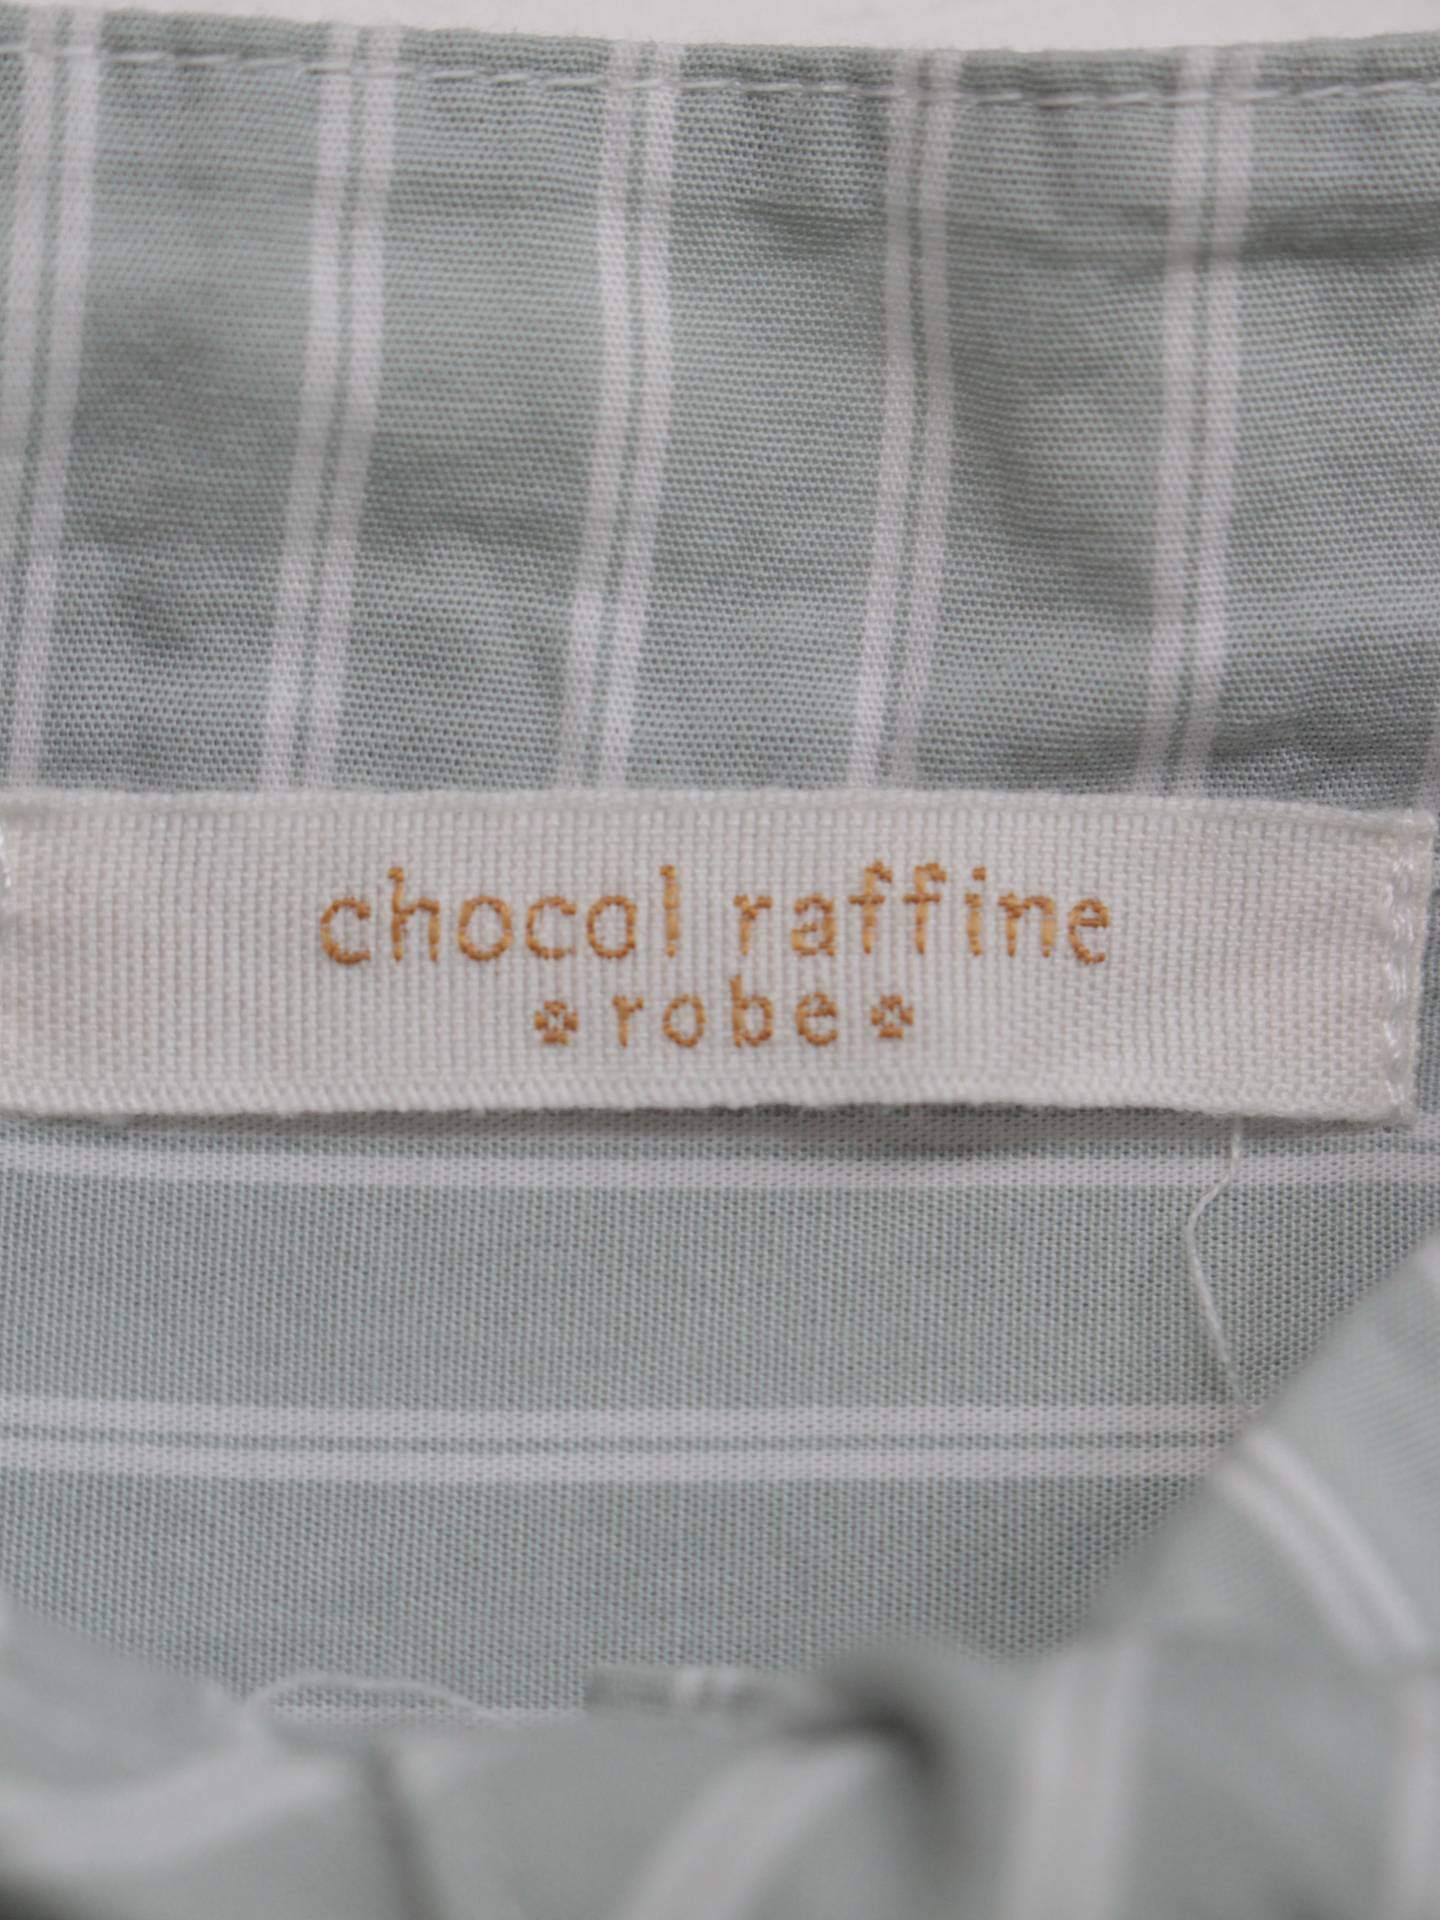 chocol raffine
robe